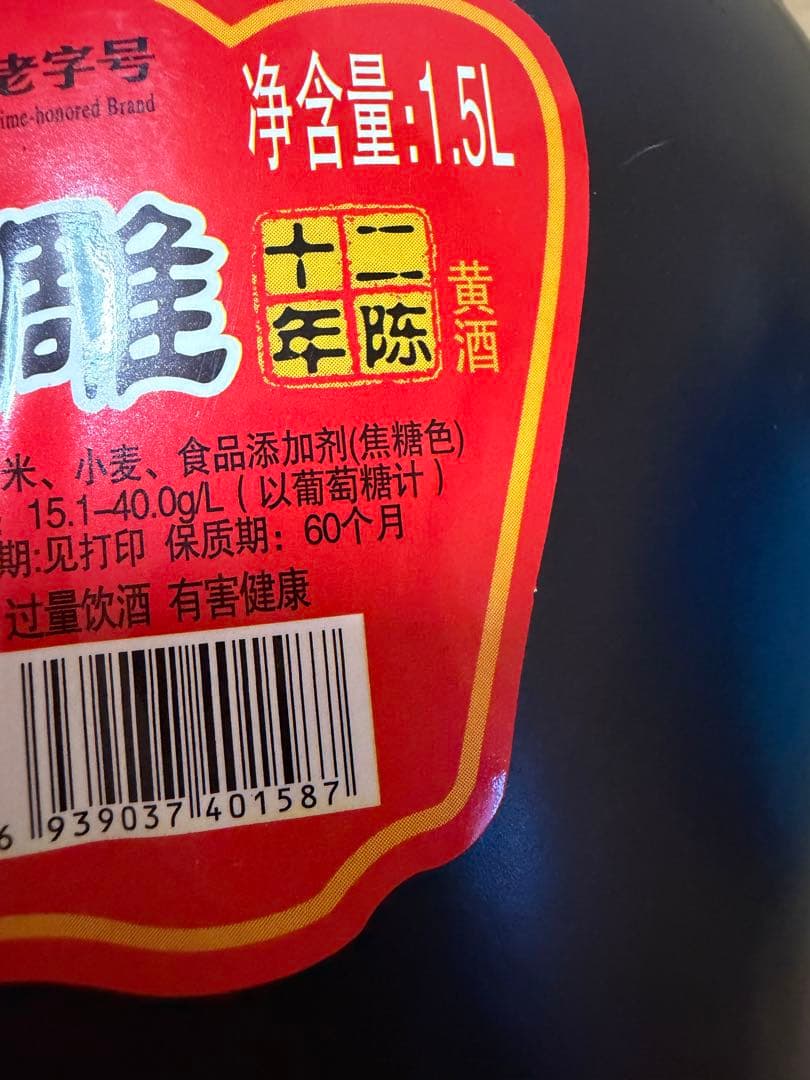 老字号
ime-honored Brand
净含量:1.5L
雕
十二
年陈
黄酒
米、小麦、食品添加剂(焦糖色)
15.1–40.0g/L（以葡萄糖计）
期:见打印 保质期：60个月
过量饮酒 有害健康
6 939037 401587